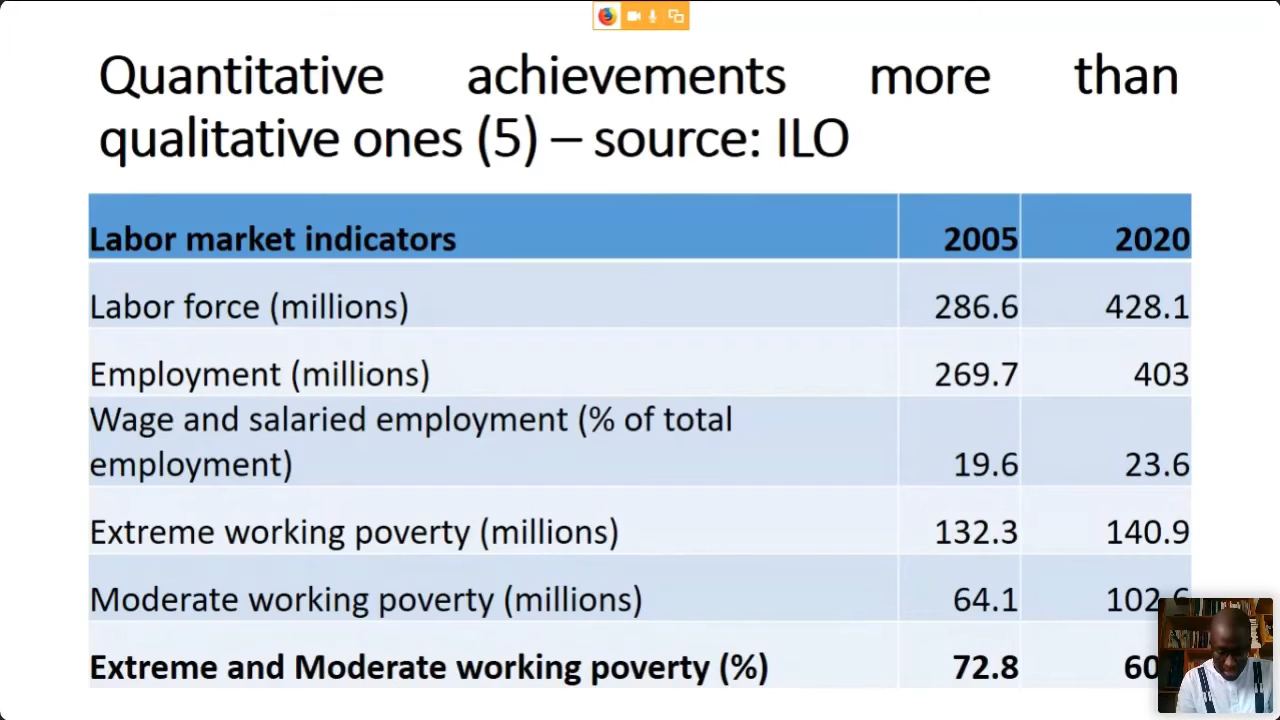 Quantitative achievements more than
qualitative ones (5) – source: ILO
Labor market indicators 2005 2020
Labor force (millions) 286.6 428.1
Employment (millions) 269.7 403
Wage and salaried employment (% of total
employment) 19.6 23.6
Extreme working poverty (millions) 132.3 140.9
Moderate working poverty (millions) 64.1
Extreme and Moderate working poverty (%) 72.8